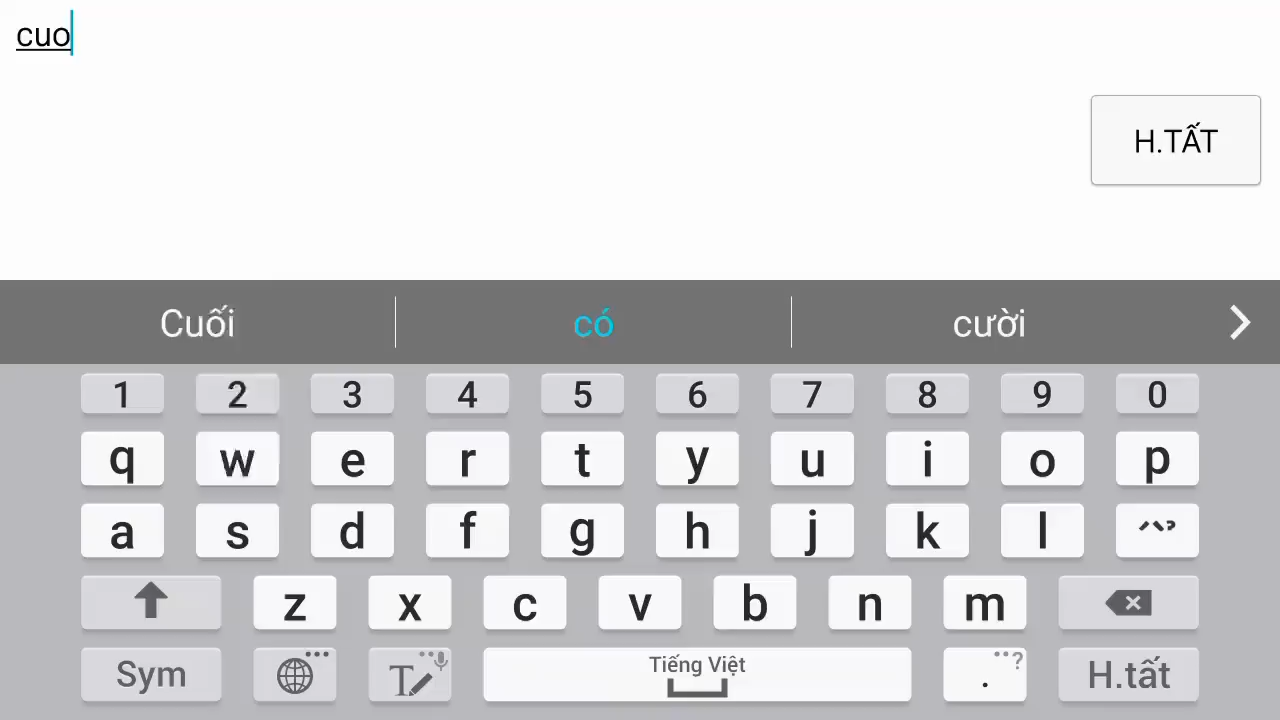 cuo
H.TẤT
Cuối có cười
1 2 3 4 5 6 7 8 9 0
q w e r t y u i o p
a s d f g h j k l
z x c v b n m
Sym T Tiếng Việt . ? H.tất